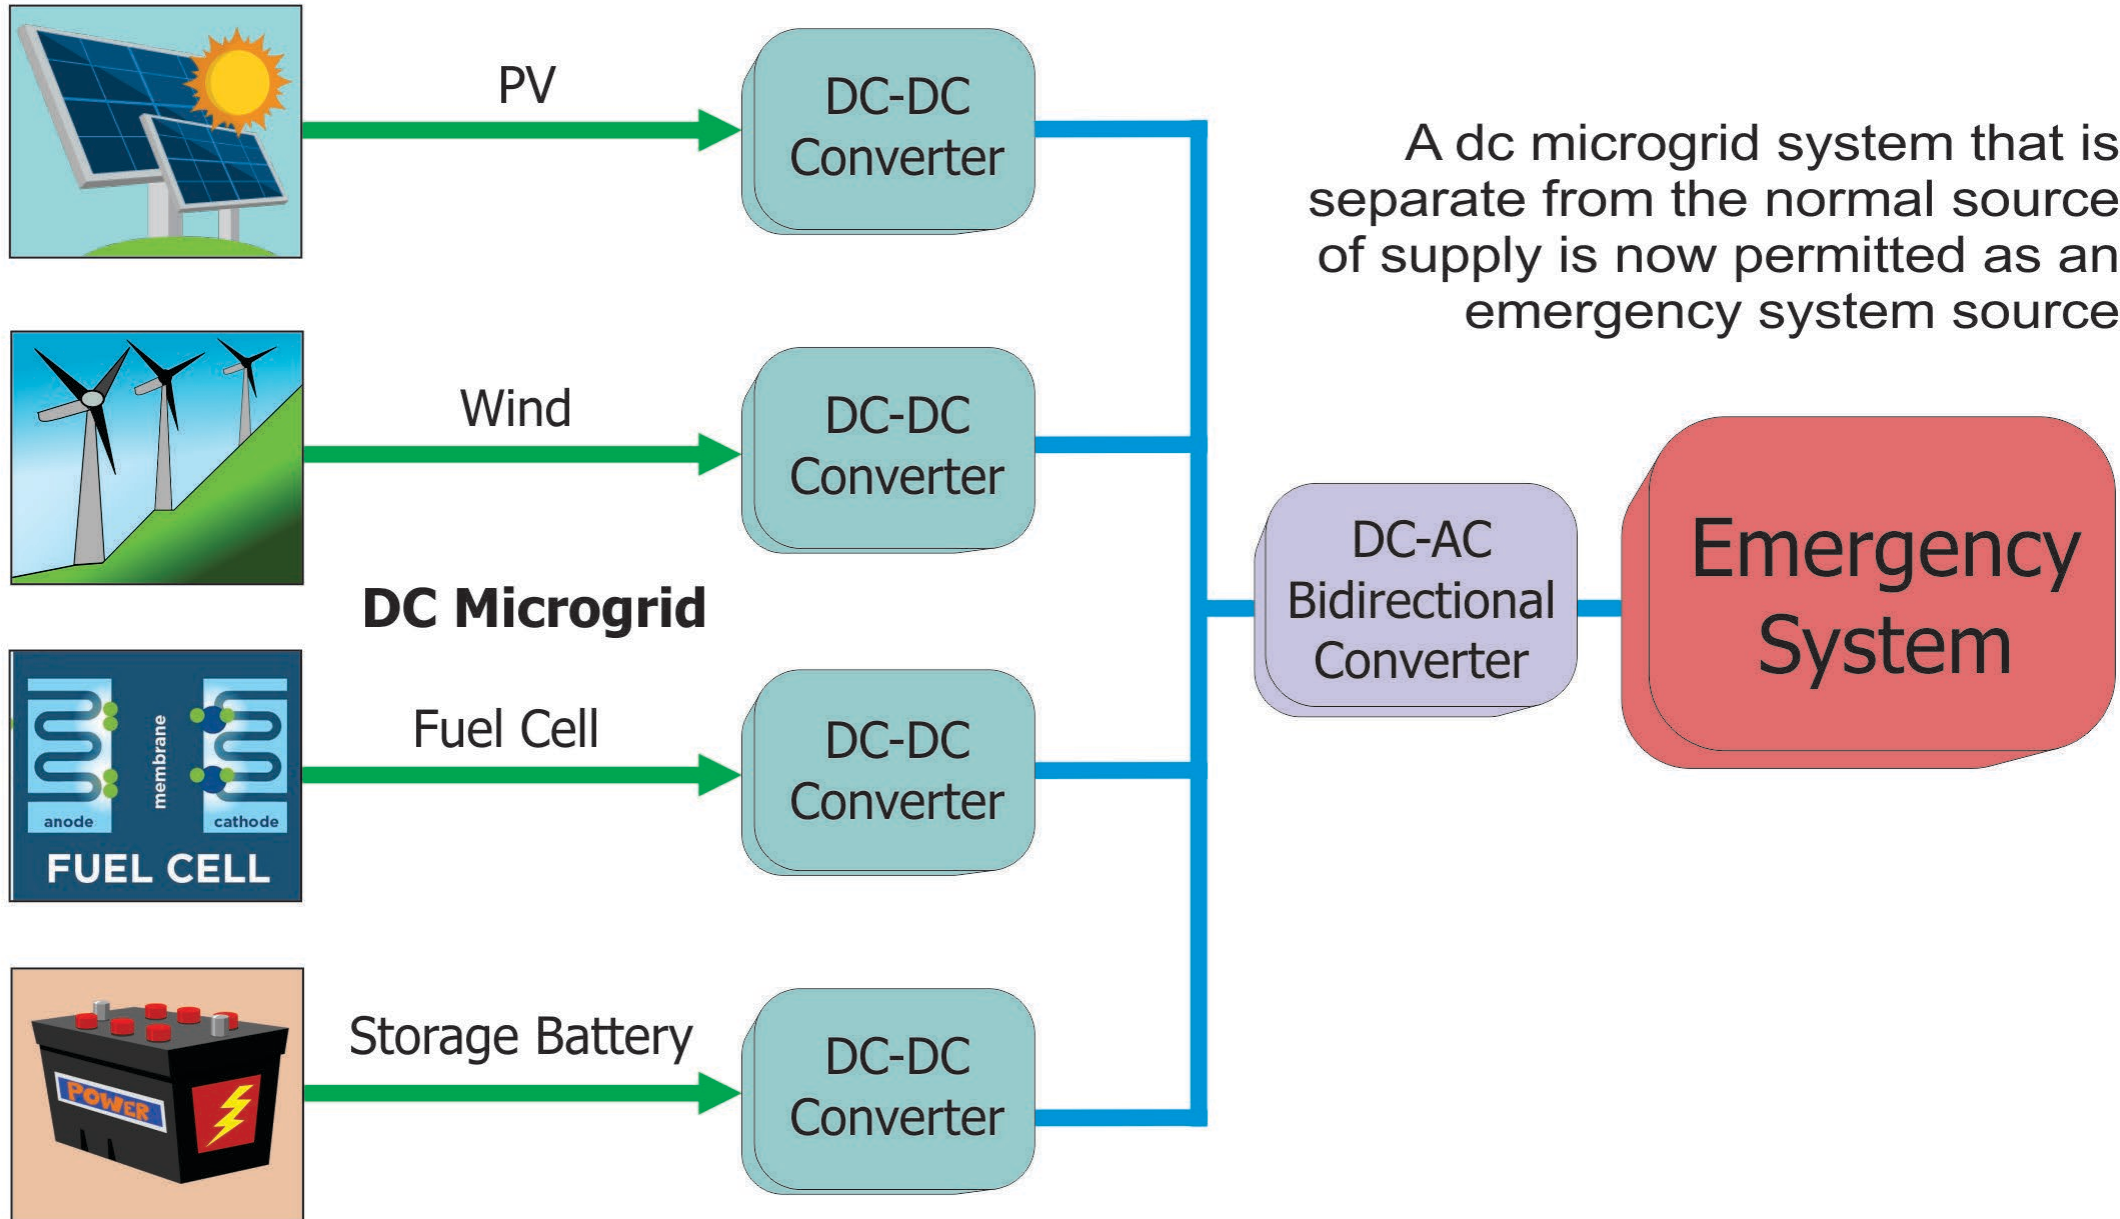 PV
DC-DC
Converter
A dc microgrid system that is
separate from the normal source
of supply is now permitted as an
emergency system source
Wind
DC-DC
Converter
DC Microgrid
DC-AC
Bidirectional
Converter
Emergency
System
membrane
anode
cathode
FUEL CELL
Fuel Cell
DC-DC
Converter
POWER
Storage Battery
DC-DC
Converter